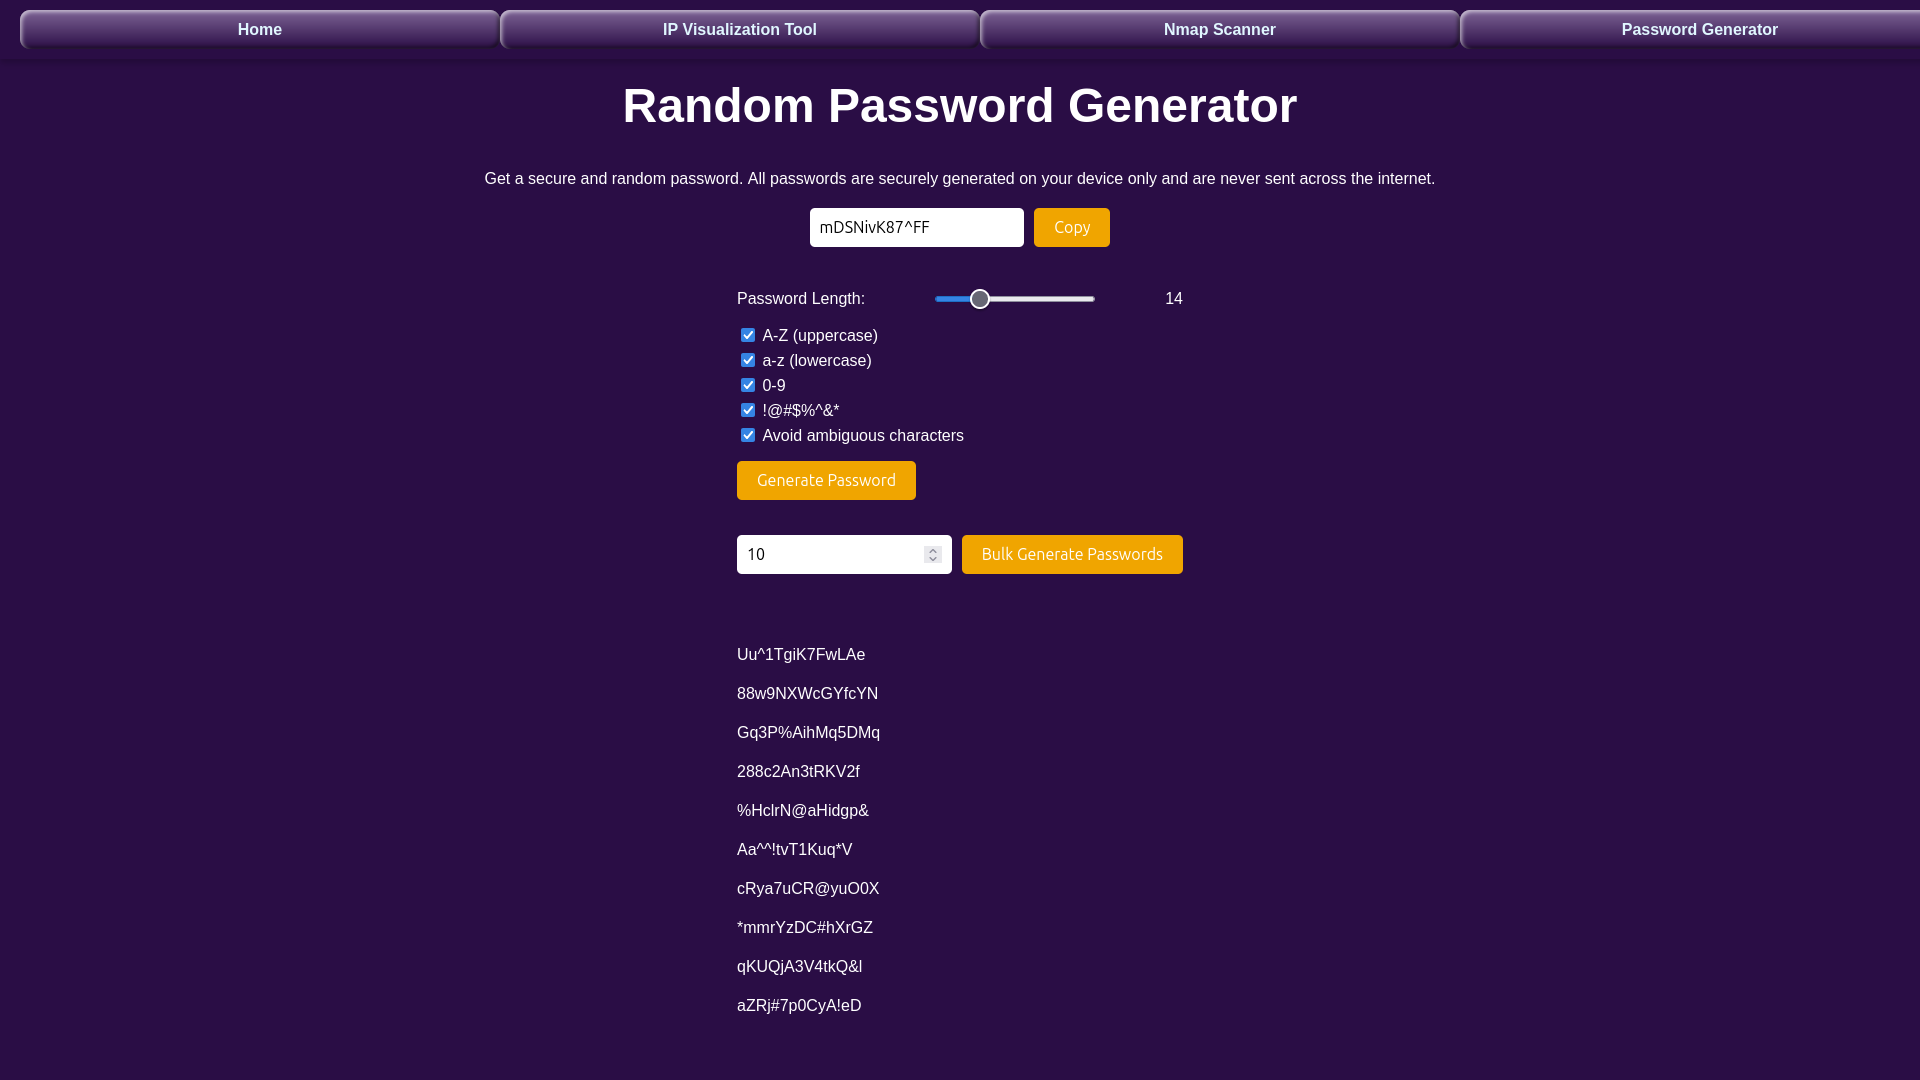 Home
IP Visualization Tool
Nmap Scanner
Password Generator
Random Password Generator
Get a secure and random password. All passwords are securely generated on your device only and are never sent across the internet.
mDSNivK87^FF
Copy
Password Length:
14
A-Z (uppercase)
a-z (lowercase)
0-9
!@#$%^&*
Avoid ambiguous characters
Generate Password
10
Bulk Generate Passwords
Uu^1TgiK7FwLAe
88w9NXWcGYfcYN
Gq3P%AihMq5DMq
288c2An3tRKV2f
%HclrN@aHidgp&
Aa^^!tvT1Kuq*V
cRya7uCR@yuO0X
*mmrYzDC#hXrGZ
qKUQjA3V4tkQ&l
aZRj#7p0CyA!eD